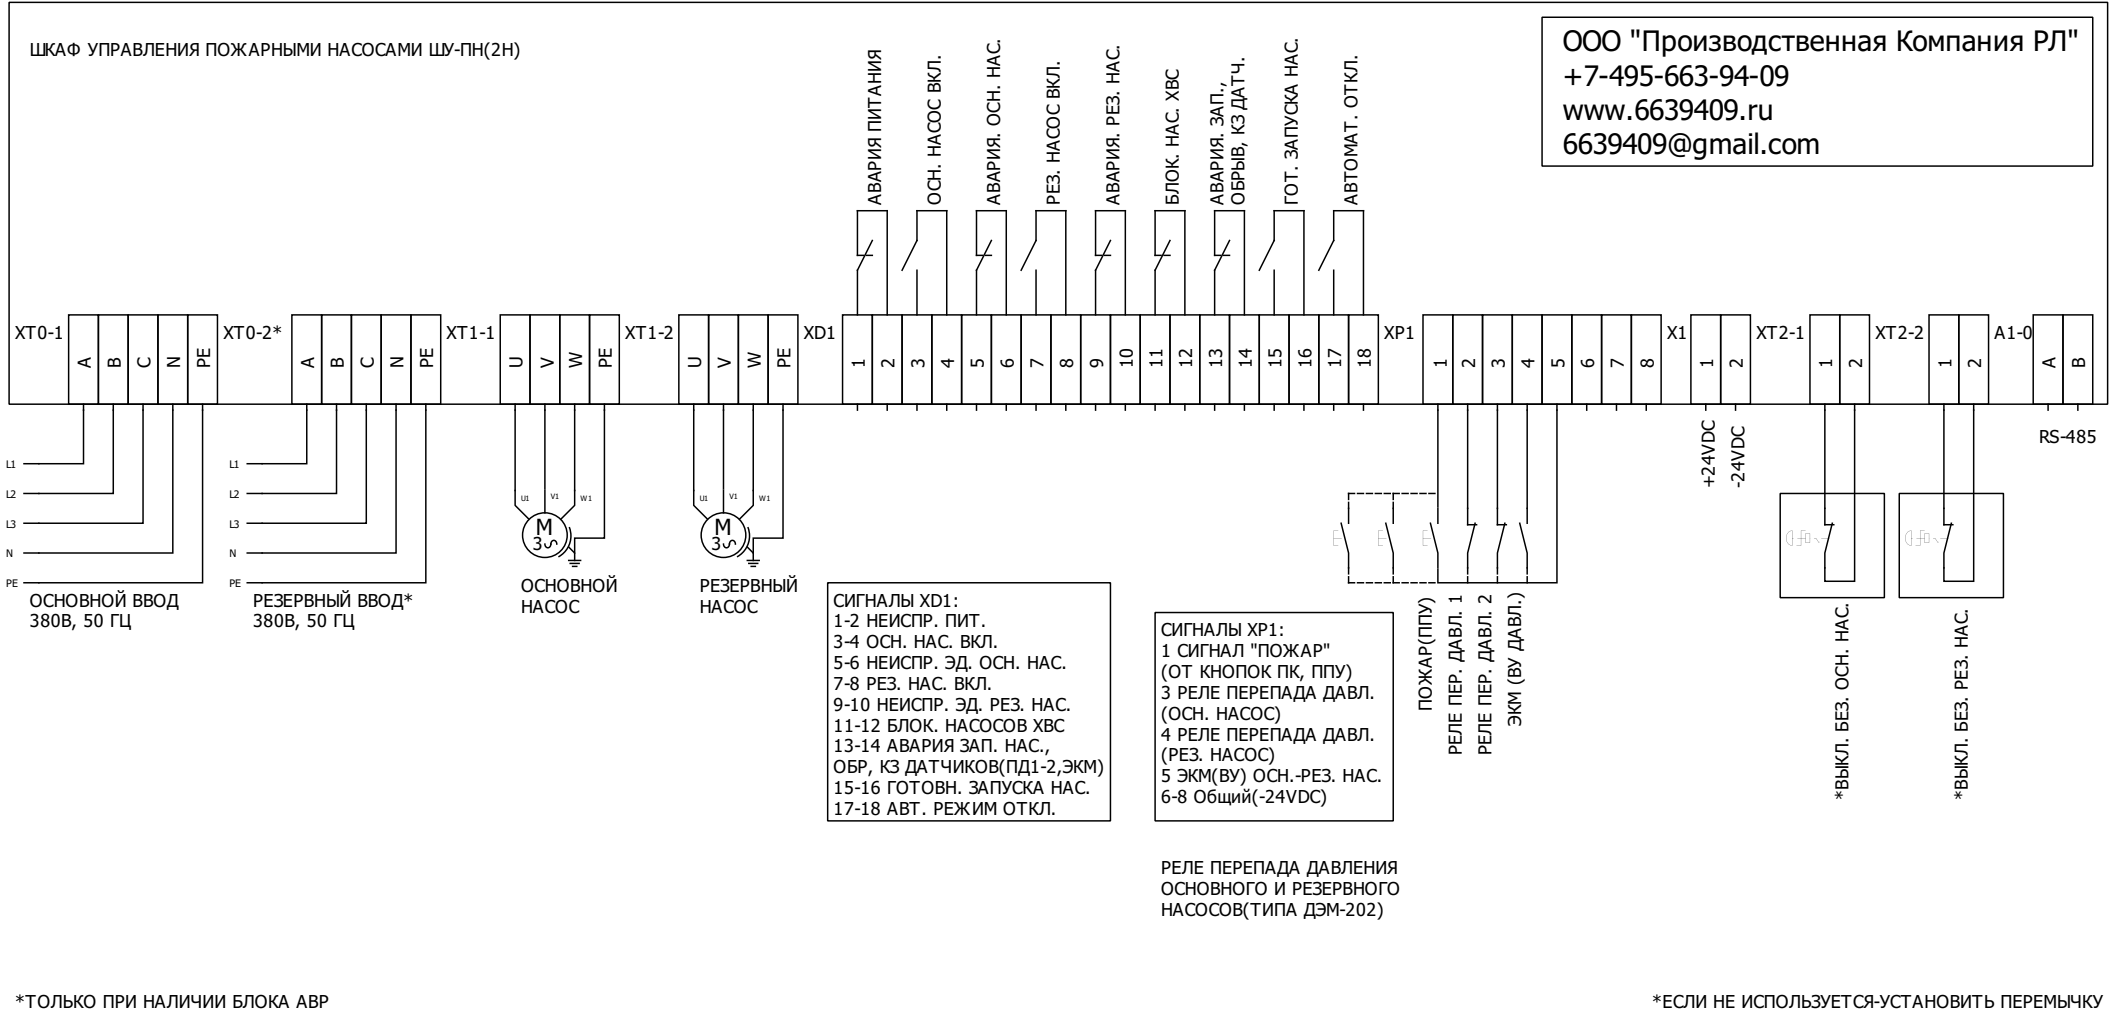 ШКАФ УПРАВЛЕНИЯ ПОЖАРНЫМИ НАСОСАМИ ШУ-ПН(2Н)
ООО "Производственная Компания РЛ"
+7-495-663-94-09
www.6639409.ru
6639409@gmail.com
АВАРИЯ ПИТАНИЯ
ОСН. НАСОС ВКЛ.
АВАРИЯ. ОСН. НАС.
РЕЗ. НАСОС ВКЛ.
АВАРИЯ. РЕЗ. НАС.
БЛОК. НАС. ХВС
АВАРИЯ. ЗАП.,
ОБРЫВ, КЗ ДАТЧ.
ГОТ. ЗАПУСКА НАС.
АВТОМАТ. ОТКЛ.
XT0-1
A B C N PE
XT0-2*
A B C N PE
XT1-1
U V W PE
XT1-2
U V W PE
XD1
1 2 3 4 5 6 7 8 9 10 11 12 13 14 15 16 17 18
XP1
1 2 3 4 5 6 7 8
X1
1 2
XT2-1
1 2
XT2-2
1 2
A1-0
A B
L1
L2
L3
N
PE
ОСНОВНОЙ ВВОД
380В, 50 ГЦ
L1
L2
L3
N
PE
РЕЗЕРВНЫЙ ВВОД*
380В, 50 ГЦ
U1 V1 W1
M
3~
ОСНОВНОЙ
НАСОС
U1 V1 W1
M
3~
РЕЗЕРВНЫЙ
НАСОС
СИГНАЛЫ XD1:
1-2 НЕИСПР. ПИТ.
3-4 ОСН. НАС. ВКЛ.
5-6 НЕИСПР. ЭД. ОСН. НАС.
7-8 РЕЗ. НАС. ВКЛ.
9-10 НЕИСПР. ЭД. РЕЗ. НАС.
11-12 БЛОК. НАСОСОВ ХВС
13-14 АВАРИЯ ЗАП. НАС.,
ОБР, КЗ ДАТЧИКОВ(ПД1-2,ЭКМ)
15-16 ГОТОВН. ЗАПУСКА НАС.
17-18 АВТ. РЕЖИМ ОТКЛ.
СИГНАЛЫ XP1:
1 СИГНАЛ "ПОЖАР"
(ОТ КНОПОК ПК, ППУ)
3 РЕЛЕ ПЕРЕПАДА ДАВЛ.
(ОСН. НАСОС)
4 РЕЛЕ ПЕРЕПАДА ДАВЛ.
(РЕЗ. НАСОС)
5 ЭКМ(ВУ) ОСН.-РЕЗ. НАС.
6-8 Общий(-24VDC)
ПОЖАР(ППУ)
РЕЛЕ ПЕР. ДАВЛ. 1
РЕЛЕ ПЕР. ДАВЛ. 2
ЭКМ (ВУ ДАВЛ.)
+24VDC
-24VDC
*ВЫКЛ. БЕЗ. ОСН. НАС.
*ВЫКЛ. БЕЗ. РЕЗ. НАС.
RS-485
РЕЛЕ ПЕРЕПАДА ДАВЛЕНИЯ
ОСНОВНОГО И РЕЗЕРВНОГО
НАСОСОВ(ТИПА ДЭМ-202)
*ТОЛЬКО ПРИ НАЛИЧИИ БЛОКА АВР
*ЕСЛИ НЕ ИСПОЛЬЗУЕТСЯ-УСТАНОВИТЬ ПЕРЕМЫЧКУ